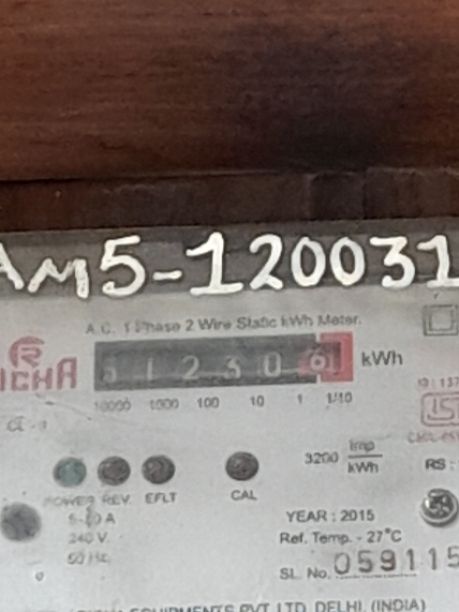 AM5-120031
A.C. 1 Phase 2 Wire Static kWh Meter.
kWh
10000 1000 100 10 1 1/10
3200 Imp/kWh
POWER REV. EFLT CAL
RS :
240 V.
50 Hz.
YEAR : 2015
Ref. Temp. - 27°C
SL. No. 059115
PVT. LTD. DELHI. (INDIA)